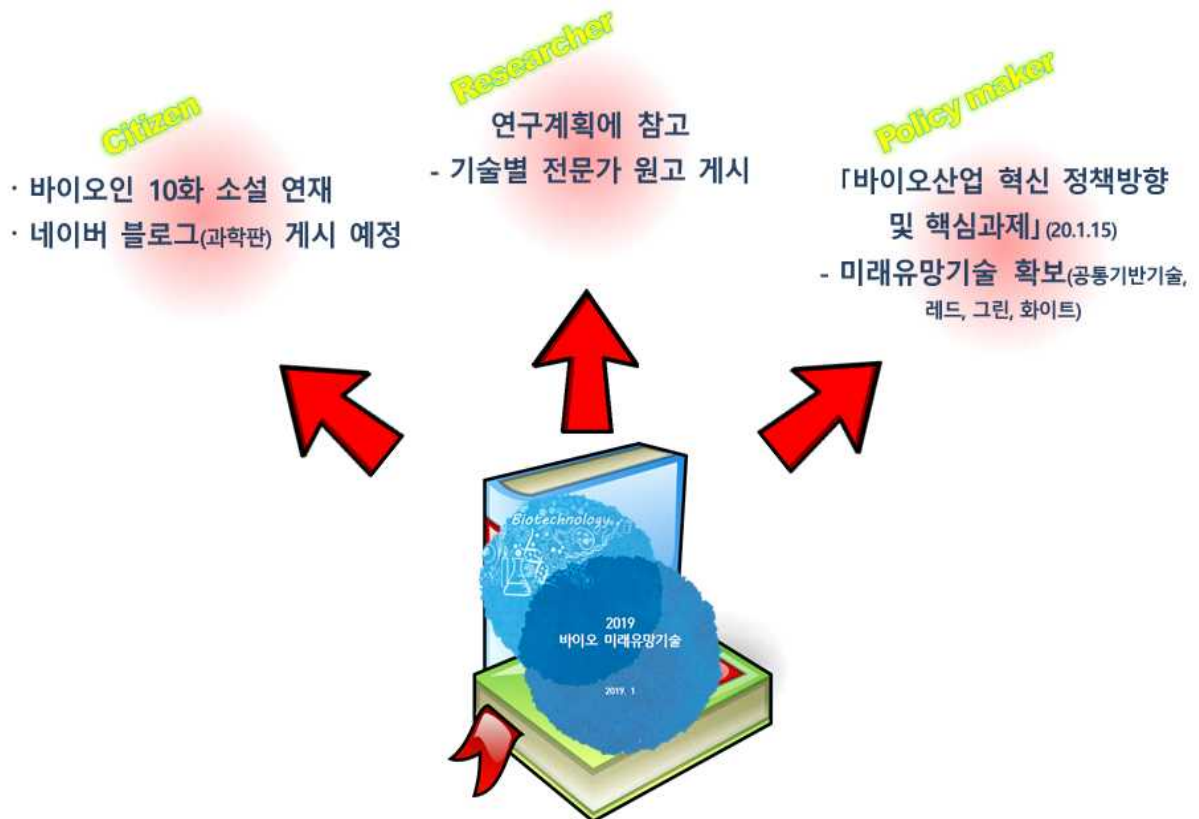 Citizen
· 바이오인 10화 소설 연재
· 네이버 블로그(과학판) 게시 예정
Researcher
연구계획에 참고
- 기술별 전문가 원고 게시
Policy maker
「바이오산업 혁신 정책방향
및 핵심과제」(20.1.15)
- 미래유망기술 확보(공통기반기술,
레드, 그린, 화이트)
Biotechnology
2019
바이오 미래유망기술
2019. 1